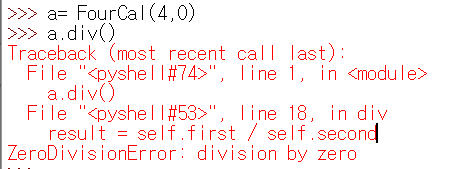 >>> a= FourCal(4,0)
>>> a.div()
Traceback (most recent call last):
  File "<pyshell#74>", line 1, in <module>
    a.div()
  File "<pyshell#53>", line 18, in div
    result = self.first / self.second
ZeroDivisionError: division by zero
>>>